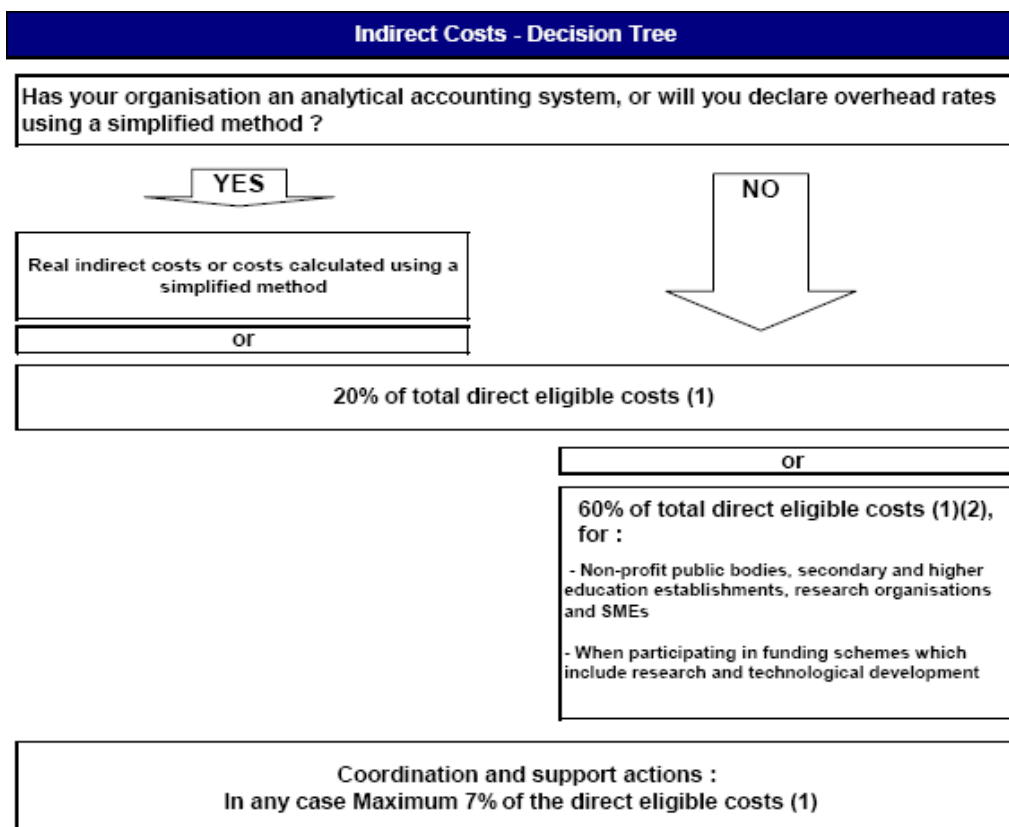 Indirect Costs - Decision Tree
Has your organisation an analytical accounting system, or will you declare overhead rates
using a simplified method ?
YES
NO
Real indirect costs or costs calculated using a
simplified method
or
20% of total direct eligible costs (1)
or
60% of total direct eligible costs (1)(2),
for :
- Non-profit public bodies, secondary and higher
education establishments, research organisations
and SMEs
- When participating in funding schemes which
include research and technological development
Coordination and support actions :
In any case Maximum 7% of the direct eligible costs (1)